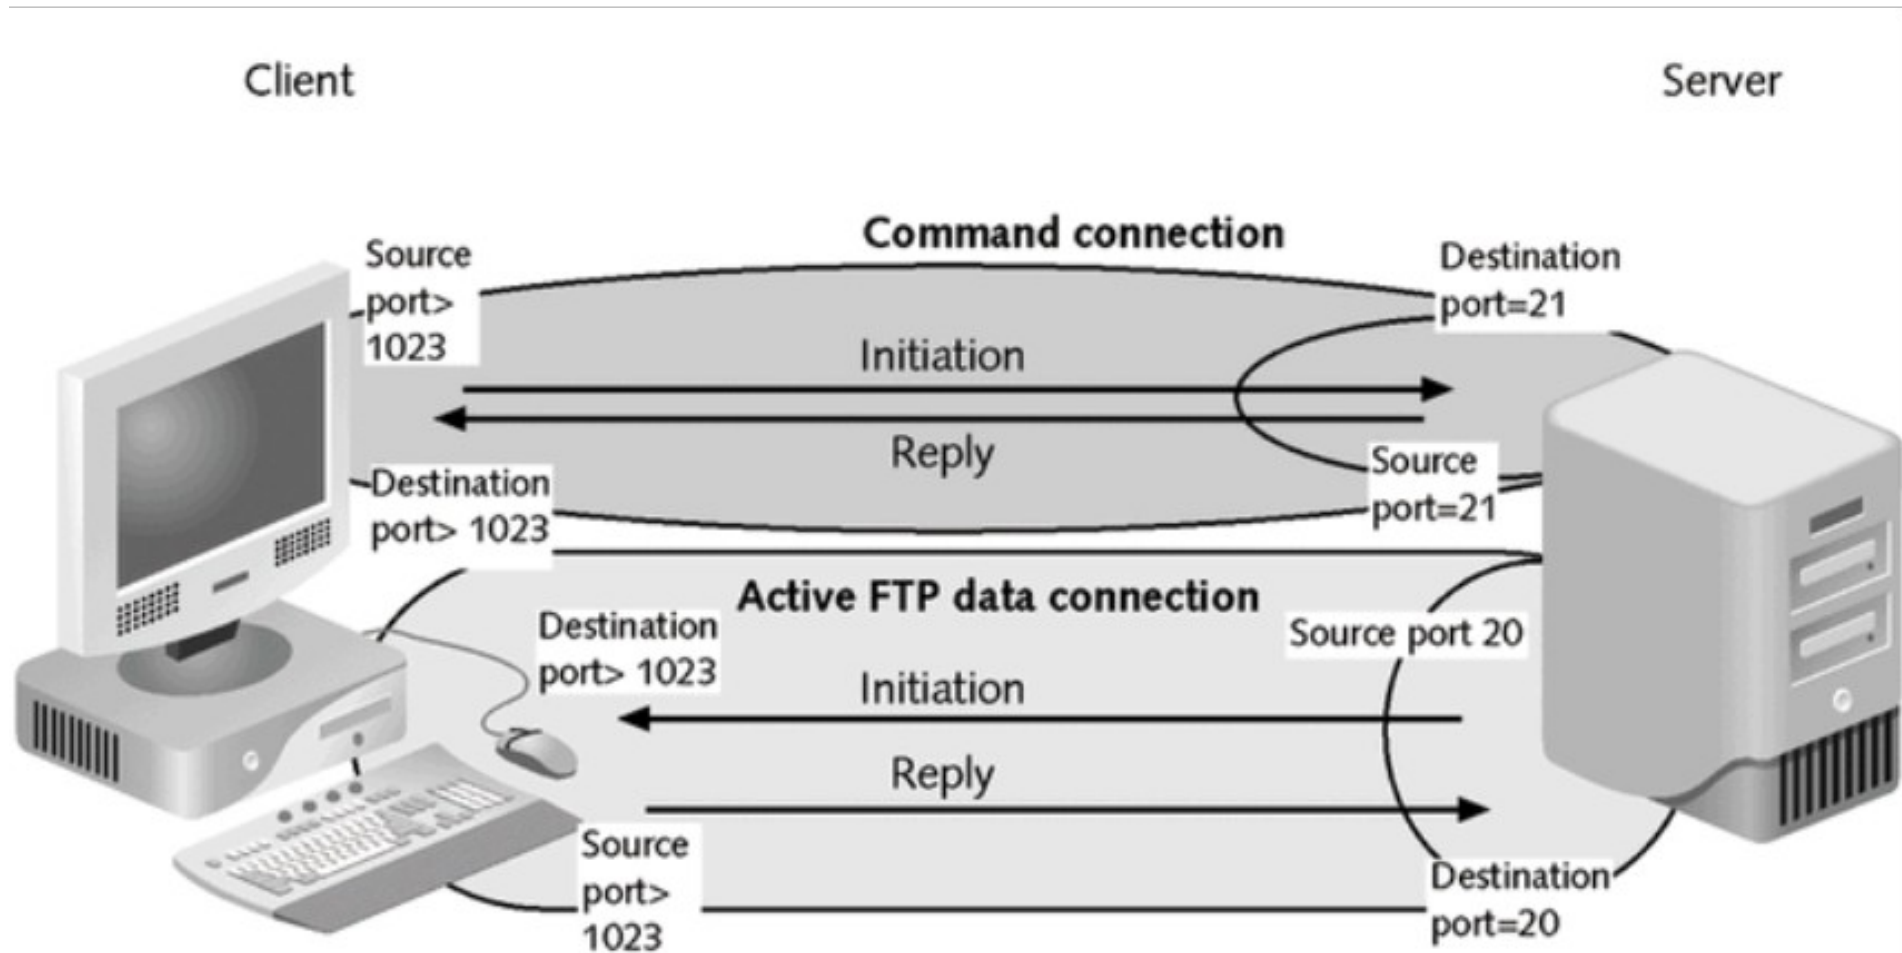 Client
Server
Command connection
Source
port>
1023
Destination
port=21
Initiation
Reply
Destination
port> 1023
Source
port=21
Active FTP data connection
Destination
port> 1023
Source port 20
Initiation
Reply
Source
port>
1023
Destination
port=20